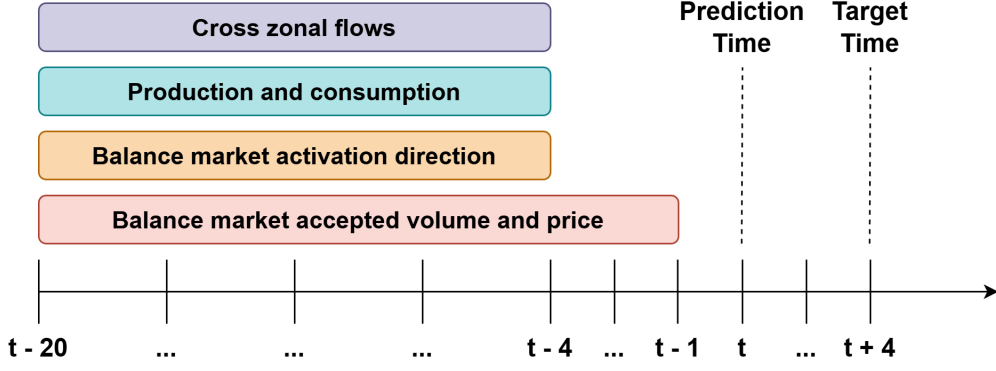 Prediction
Time
Target
Time
Cross zonal flows
Production and consumption
Balance market activation direction
Balance market accepted volume and price
t - 20
...
...
...
t - 4
...
t - 1
t
...
t + 4